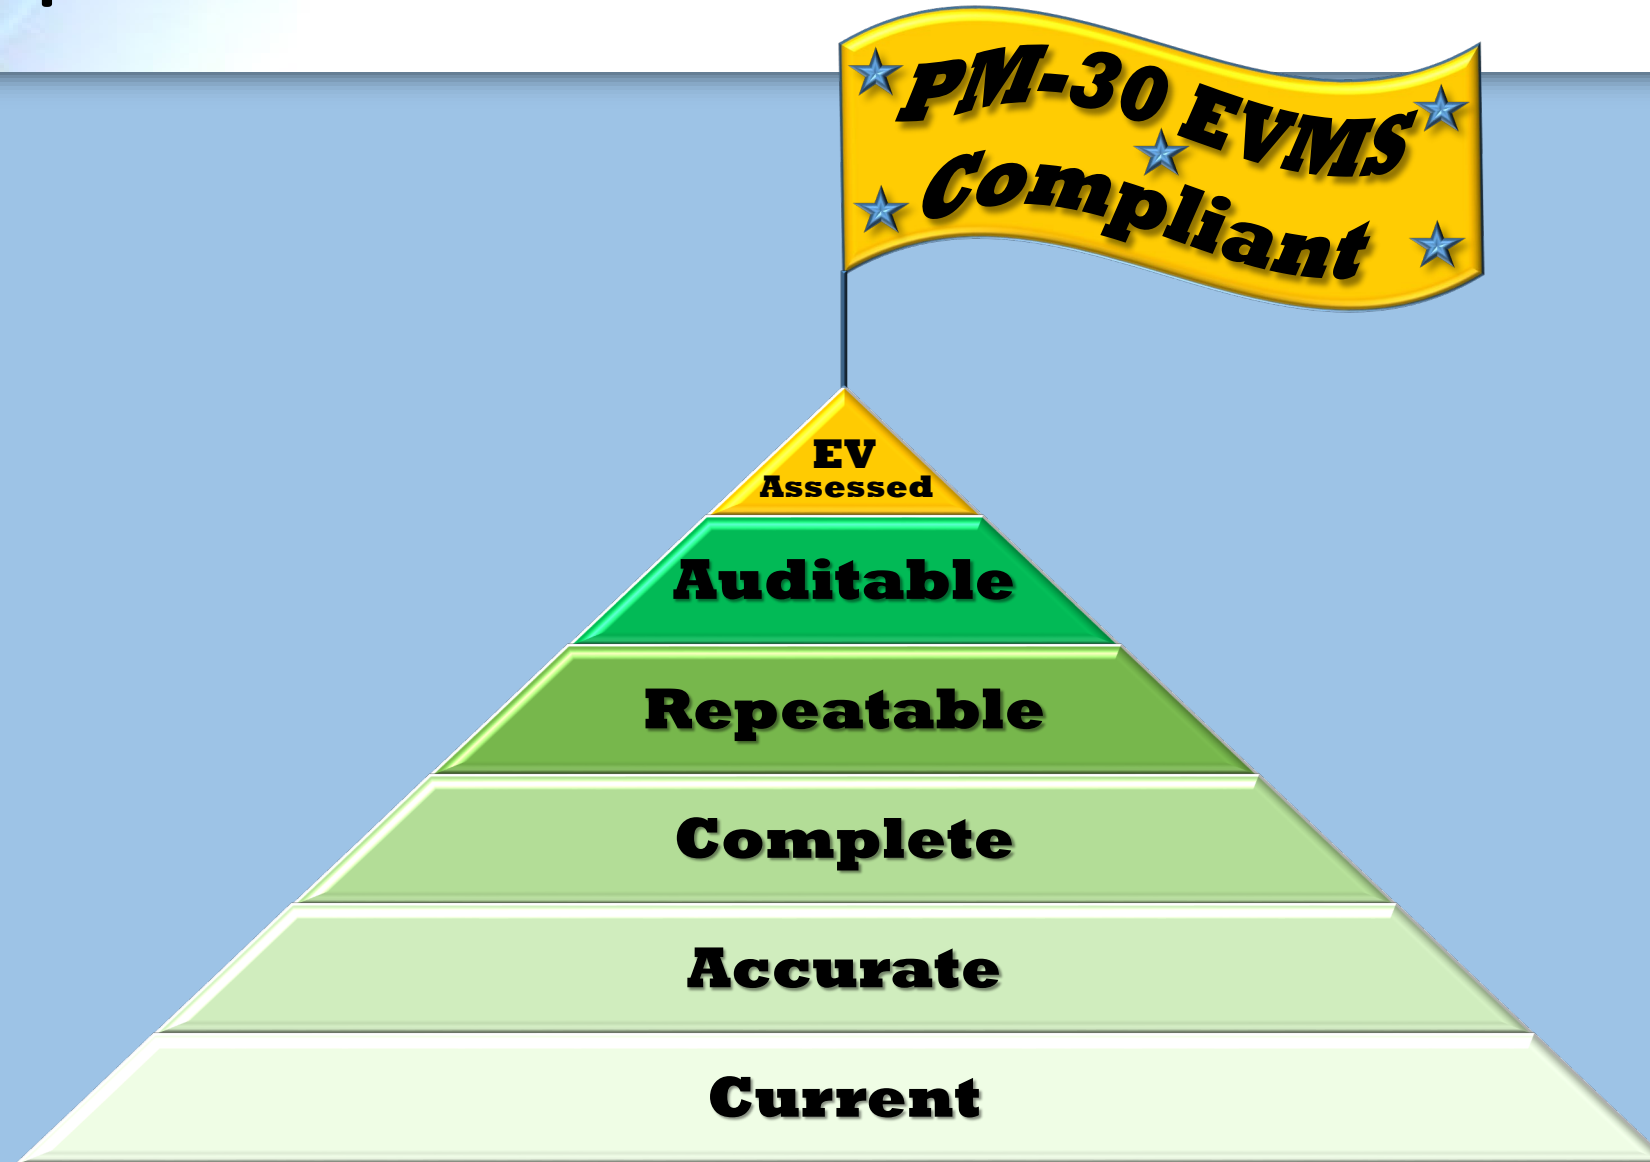 PM-30 EVMS
Compliant
EV
Assessed
Auditable
Repeatable
Complete
Accurate
Current